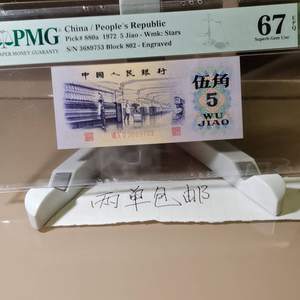 PMG
China / People's Republic
Pick# 880a 1972 5 Jiao - Wmk: Stars
S/N 3689753 Block 802 - Engraved
67 EPQ
Superb Gem Unc
中国人民银行
伍角
5
WU
JIAO
两单包邮